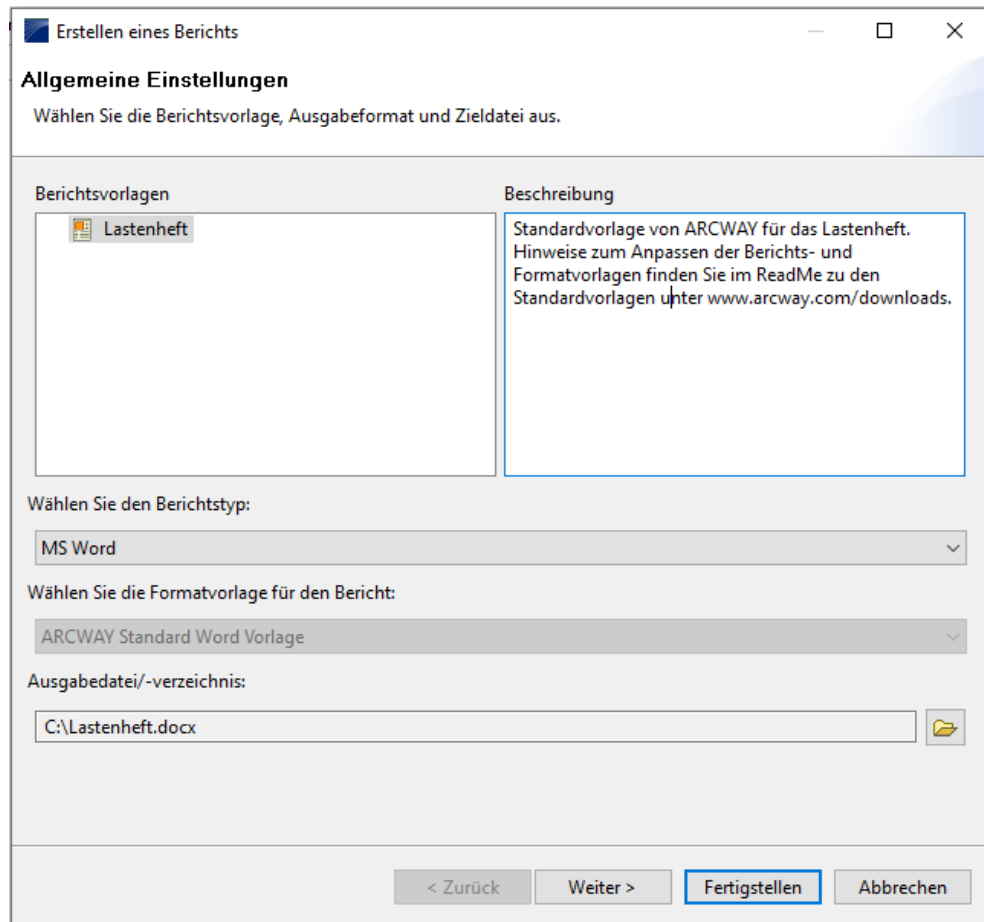 Erstellen eines Berichts
Allgemeine Einstellungen
Wählen Sie die Berichtsvorlage, Ausgabeformat und Zieldatei aus.
Berichtsvorlagen
Lastenheft
Beschreibung
Standardvorlage von ARCWAY für das Lastenheft.
Hinweise zum Anpassen der Berichts- und
Formatvorlagen finden Sie im ReadMe zu den
Standardvorlagen unter www.arcway.com/downloads.
Wählen Sie den Berichtstyp:
MS Word
Wählen Sie die Formatvorlage für den Bericht:
ARCWAY Standard Word Vorlage
Ausgabedatei/-verzeichnis:
C:\Lastenheft.docx
< Zurück
Weiter >
Fertigstellen
Abbrechen